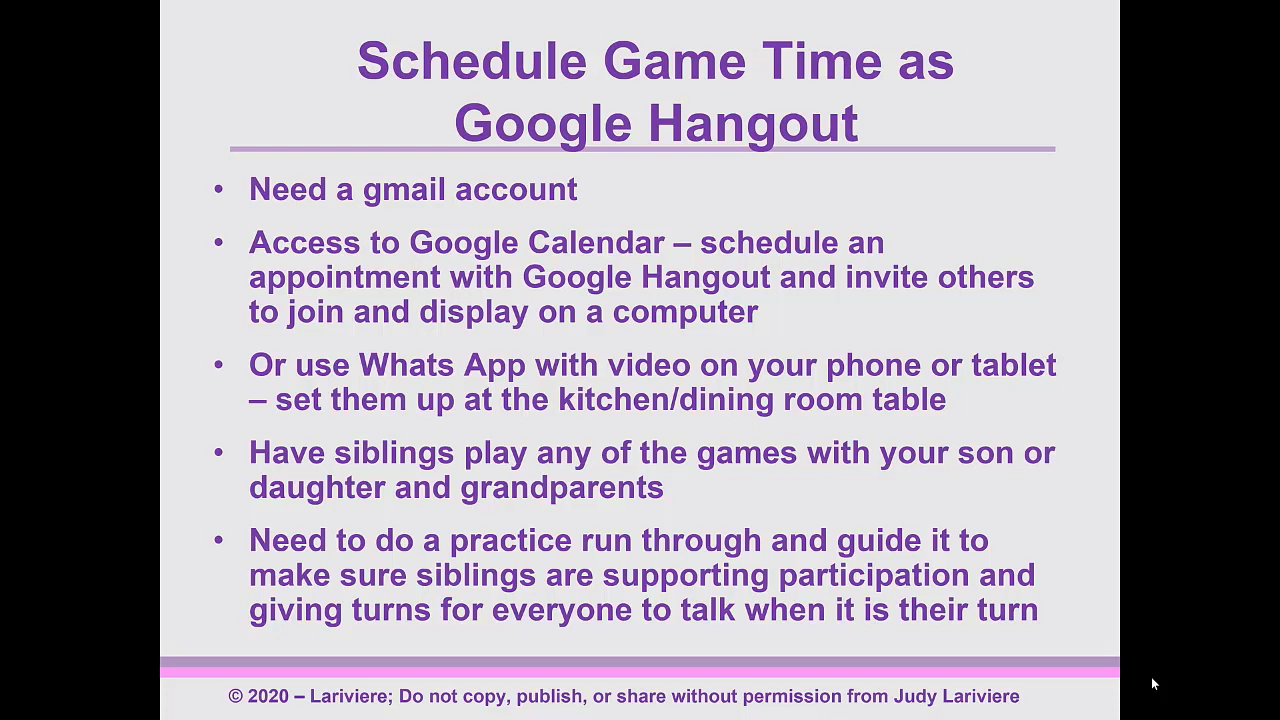 Schedule Game Time as
Google Hangout
• Need a gmail account
• Access to Google Calendar – schedule an
appointment with Google Hangout and invite others
to join and display on a computer
• Or use Whats App with video on your phone or tablet
– set them up at the kitchen/dining room table
• Have siblings play any of the games with your son or
daughter and grandparents
• Need to do a practice run through and guide it to
make sure siblings are supporting participation and
giving turns for everyone to talk when it is their turn
© 2020 – Lariviere; Do not copy, publish, or share without permission from Judy Lariviere